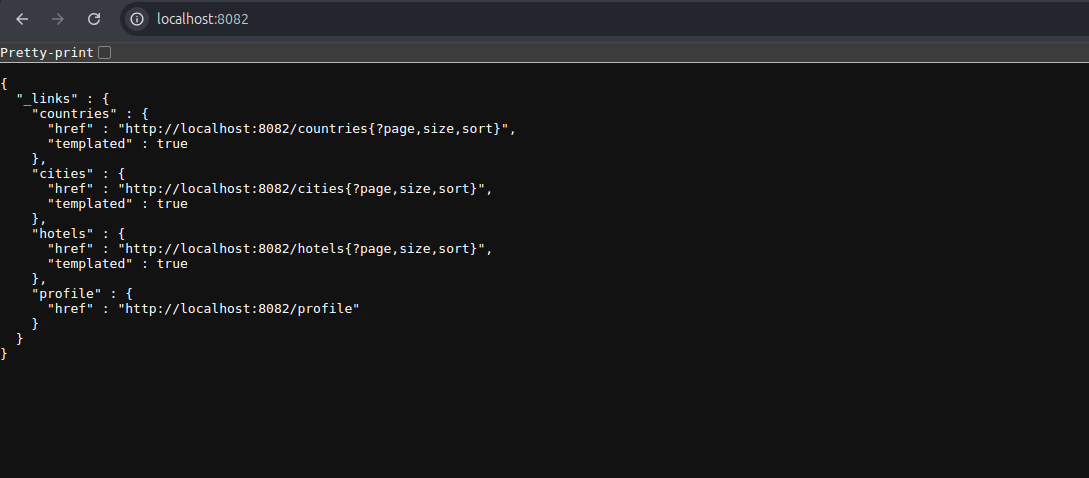 localhost:8082
Pretty-print
{
  "_links" : {
    "countries" : {
      "href" : "http://localhost:8082/countries{?page,size,sort}",
      "templated" : true
    },
    "cities" : {
      "href" : "http://localhost:8082/cities{?page,size,sort}",
      "templated" : true
    },
    "hotels" : {
      "href" : "http://localhost:8082/hotels{?page,size,sort}",
      "templated" : true
    },
    "profile" : {
      "href" : "http://localhost:8082/profile"
    }
  }
}